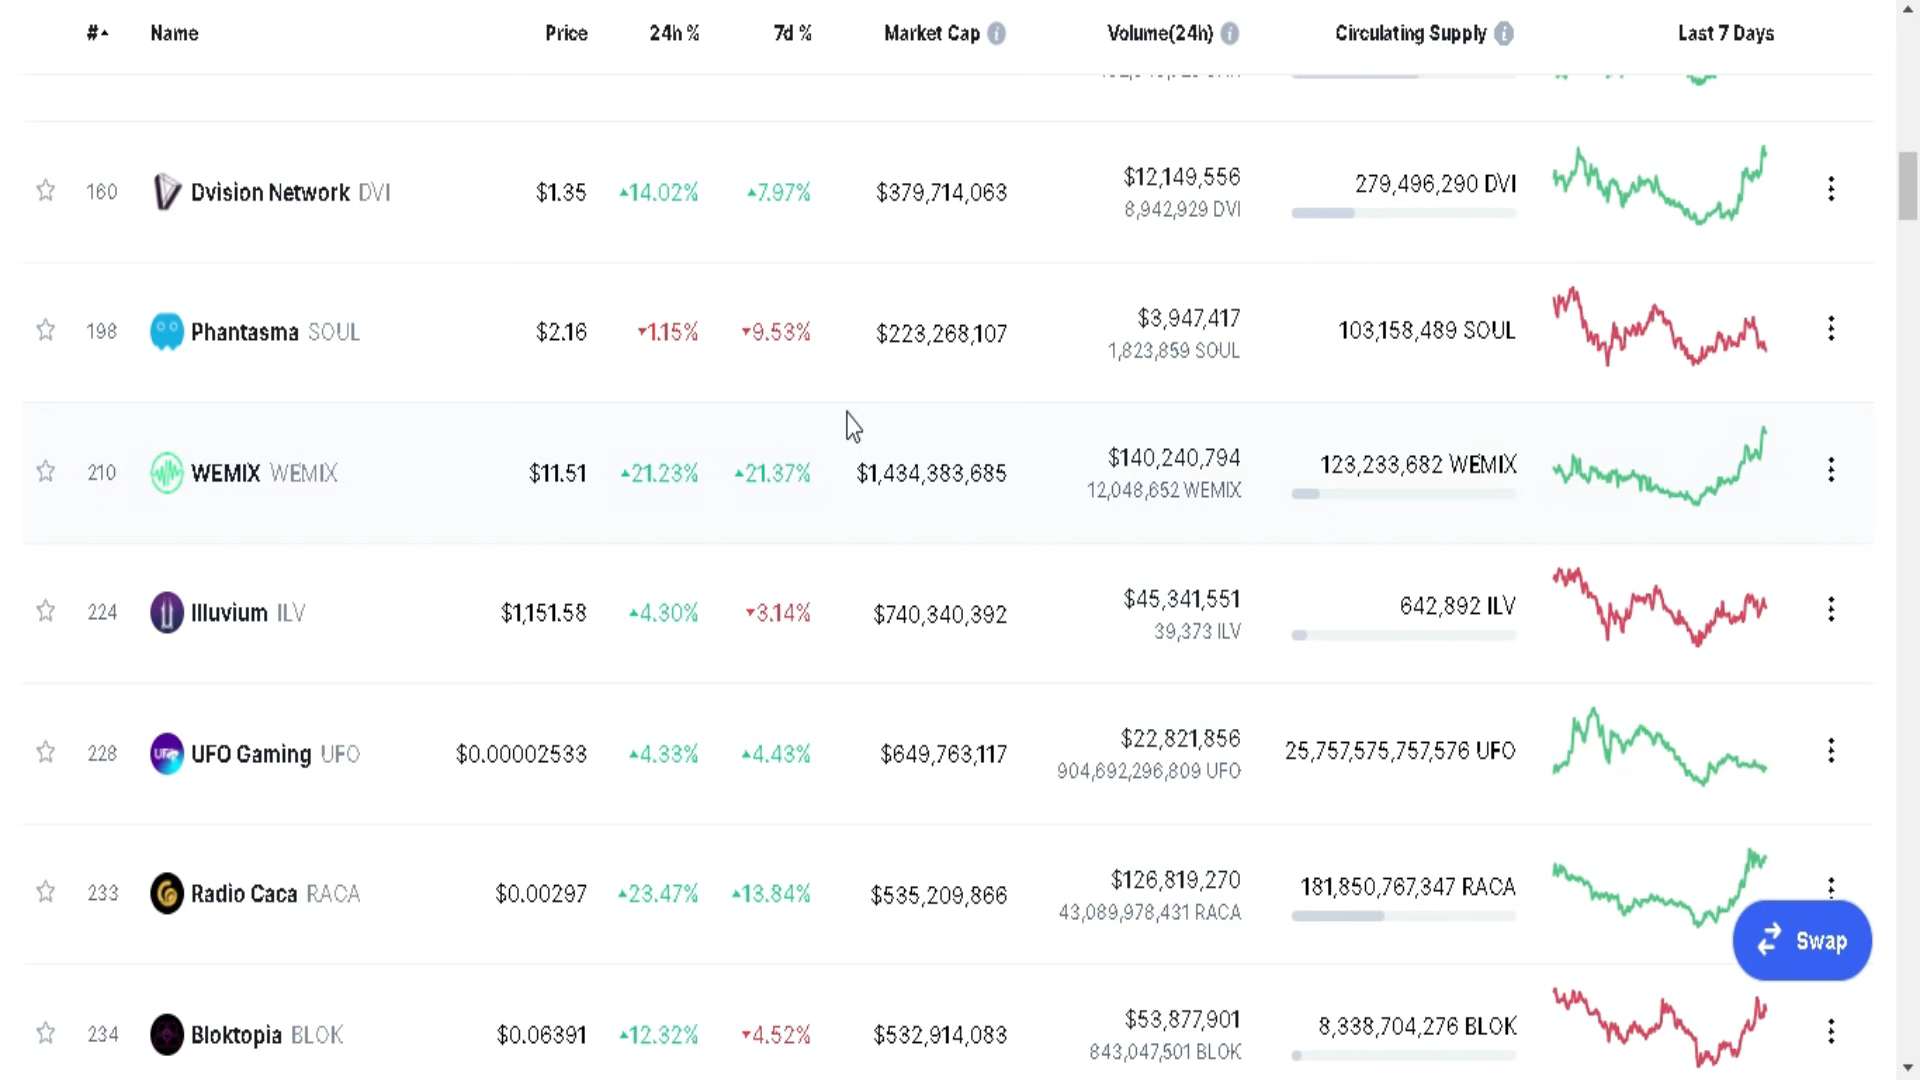 # Name Price 24h % 7d % Market Cap Volume(24h) Circulating Supply Last 7 Days
160 Dvision Network DVI $1.35 14.02% 7.97% $379,714,063 $12,149,556 279,496,290 DVI
8,942,929 DVI
198 Phantasma SOUL $2.16 1.15% 9.53% $223,268,107 $3,947,417 103,158,489 SOUL
1,823,859 SOUL
210 WEMIX WEMIX $11.51 21.23% 21.37% $1,434,383,685 $140,240,794 123,233,682 WEMIX
12,048,652 WEMIX
224 Illuvium ILV $1,151.58 4.30% 3.14% $740,340,392 $45,341,551 642,892 ILV
39,373 ILV
228 UFO Gaming UFO $0.00002533 4.33% 4.43% $649,763,117 $22,821,856 25,757,575,757,576 UFO
904,692,296,809 UFO
233 Radio Caca RACA $0.00297 23.47% 13.84% $535,209,866 $126,819,270 181,850,767,347 RACA
43,089,978,431 RACA
Swap
234 Bloktopia BLOK $0.06391 12.32% 4.52% $532,914,083 $53,877,901 8,338,704,276 BLOK
843,047,501 BLOK